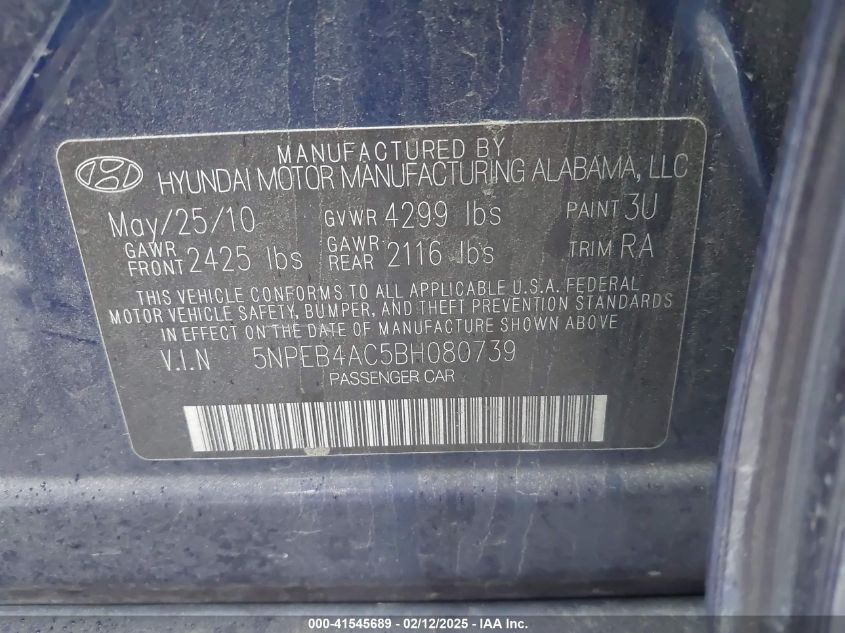 MANUFACTURED BY
HYUNDAI MOTOR MANUFACTURING ALABAMA, LLC
May/25/10 GVWR 4299 lbs PAINT 3U
GAWR FRONT 2425 lbs GAWR REAR 2116 lbs TRIM RA
THIS VEHICLE CONFORMS TO ALL APPLICABLE U.S.A. FEDERAL
MOTOR VEHICLE SAFETY, BUMPER, AND THEFT PREVENTION STANDARDS
IN EFFECT ON THE DATE OF MANUFACTURE SHOWN ABOVE
V.I.N 5NPEB4AC5BH080739
PASSENGER CAR
000-41545689 - 02/12/2025 - IBW - 1236572 - 1.